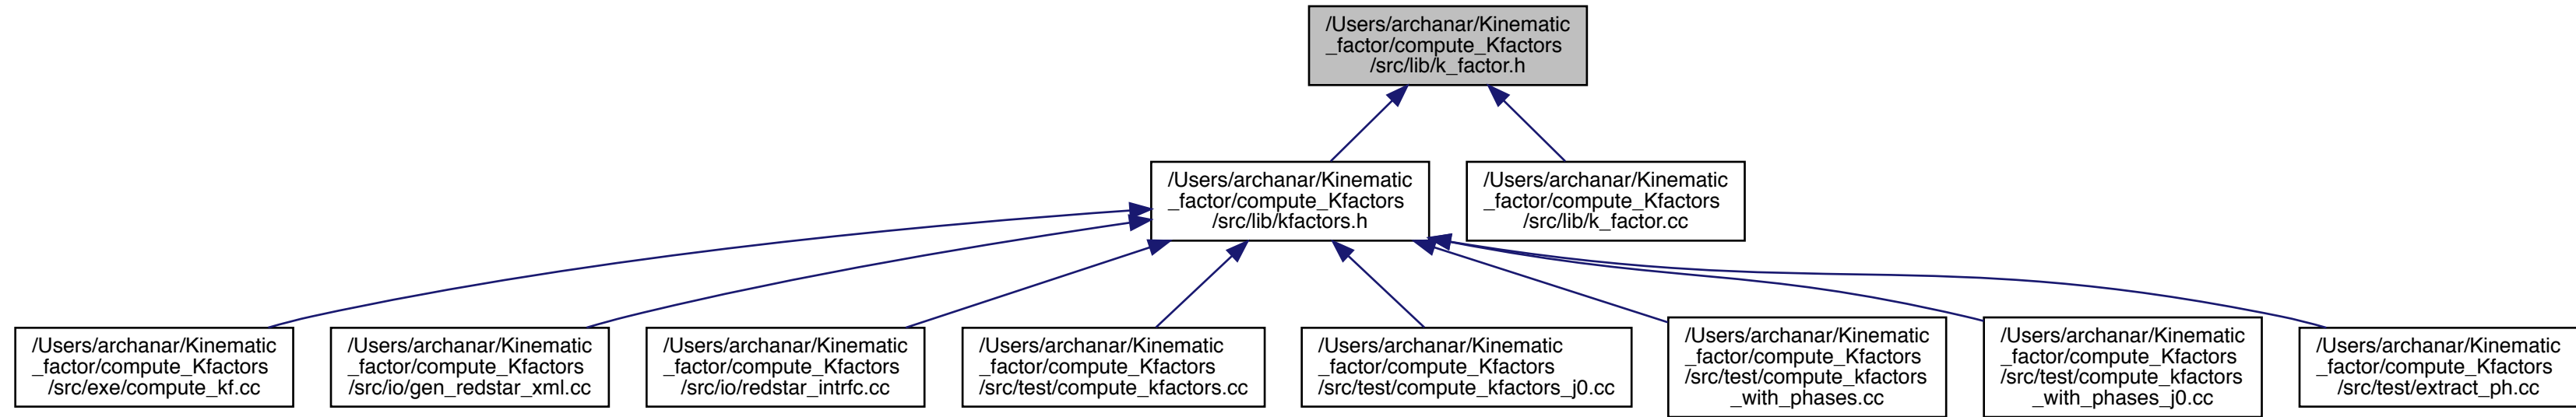 /Users/archanar/Kinematic
_factor/compute_Kfactors
/src/lib/k_factor.h
/Users/archanar/Kinematic
_factor/compute_Kfactors
/src/lib/kfactors.h
/Users/archanar/Kinematic
_factor/compute_Kfactors
/src/lib/k_factor.cc
/Users/archanar/Kinematic
_factor/compute_Kfactors
/src/exe/compute_kf.cc
/Users/archanar/Kinematic
_factor/compute_Kfactors
/src/io/gen_redstar_xml.cc
/Users/archanar/Kinematic
_factor/compute_Kfactors
/src/io/redstar_intrfc.cc
/Users/archanar/Kinematic
_factor/compute_Kfactors
/src/test/compute_kfactors.cc
/Users/archanar/Kinematic
_factor/compute_Kfactors
/src/test/compute_kfactors_j0.cc
/Users/archanar/Kinematic
_factor/compute_Kfactors
/src/test/compute_kfactors
_with_phases.cc
/Users/archanar/Kinematic
_factor/compute_Kfactors
/src/test/compute_kfactors
_with_phases_j0.cc
/Users/archanar/Kinematic
_factor/compute_Kfactors
/src/test/extract_ph.cc